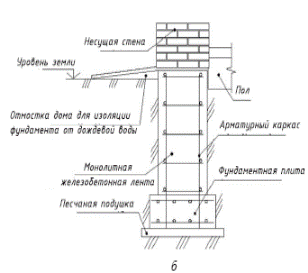 Несущая стена
Уровень земли
Пол
Отмостка дома для изоляции
фундамента от дождевой воды
Арматурный каркас
Монолитная
железобетонная лента
Фундаментная плита
Песчаная подушка
б